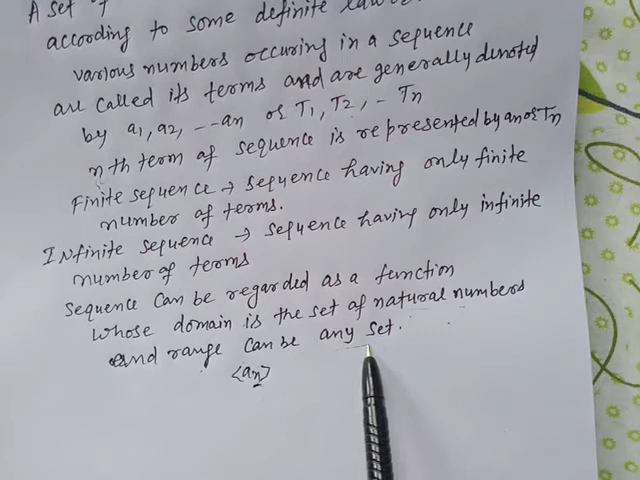 A set of
according to some definite law
various numbers occuring in a sequence
are called its terms and are generally denoted
by a1, a2, -- an or T1, T2, - Tn
nth term of sequence is represented by an or Tn
Finite sequence → sequence having only finite
number of terms.
INfinite sequence → sequence having only infinite
number of terms
sequence can be regarded as a function
whose domain is the set of natural numbers
and range can be any set.
<an>